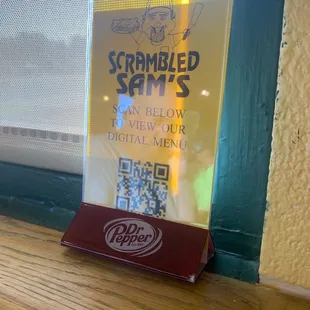 SCRAMBLED
SAM'S
SCAN BELOW
TO VIEW OUR
DIGITAL MENU
Dr
Pepper